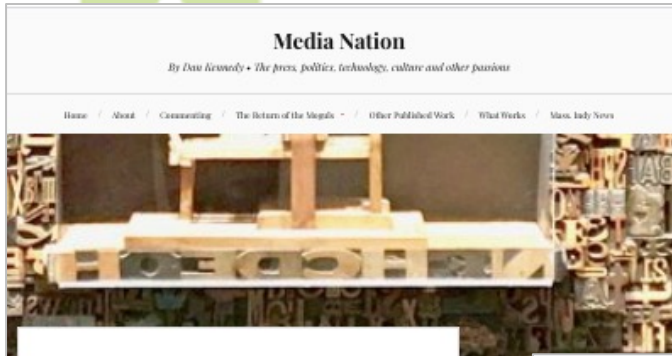 Media Nation
By Dan Kennedy • The press, politics, technology, culture and other passions
Home / About / Commenting / The Return of the Moguls / Other Published Work / What Works / Mass. Indy News